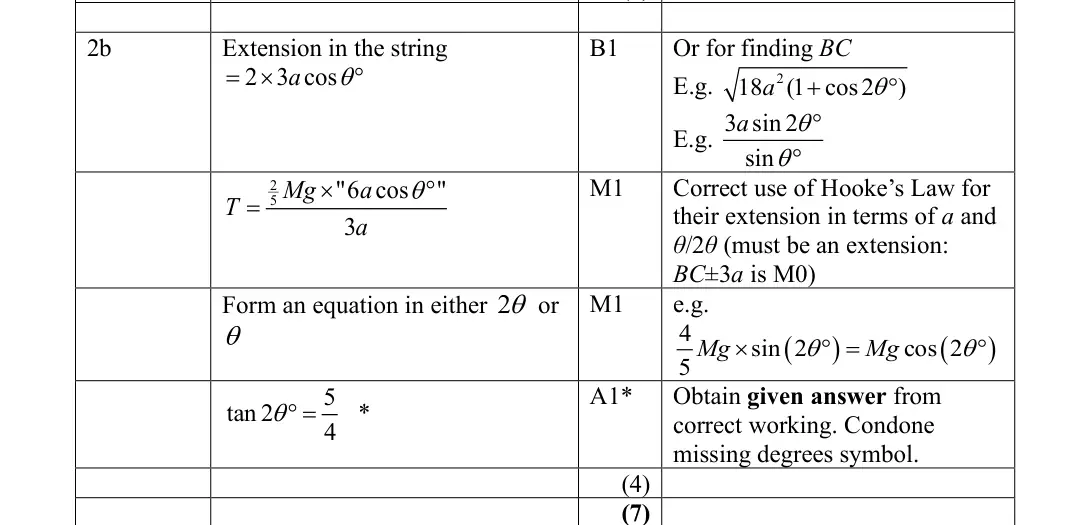 2b
Extension in the string
= 2 × 3a cos θ°
B1
Or for finding BC
E.g. √(18a²(1 + cos 2θ°))
E.g. (3a sin 2θ°)/(sin θ°)
T = (2/5 Mg × "6a cos θ°")/(3a)
M1
Correct use of Hooke’s Law for
their extension in terms of a and
θ/2θ (must be an extension:
BC±3a is M0)
Form an equation in either 2θ or
θ
M1
e.g.
4/5 Mg × sin(2θ°) = Mg cos(2θ°)
tan 2θ° = 5/4 *
A1*
Obtain given answer from
correct working. Condone
missing degrees symbol.
(4)
(7)